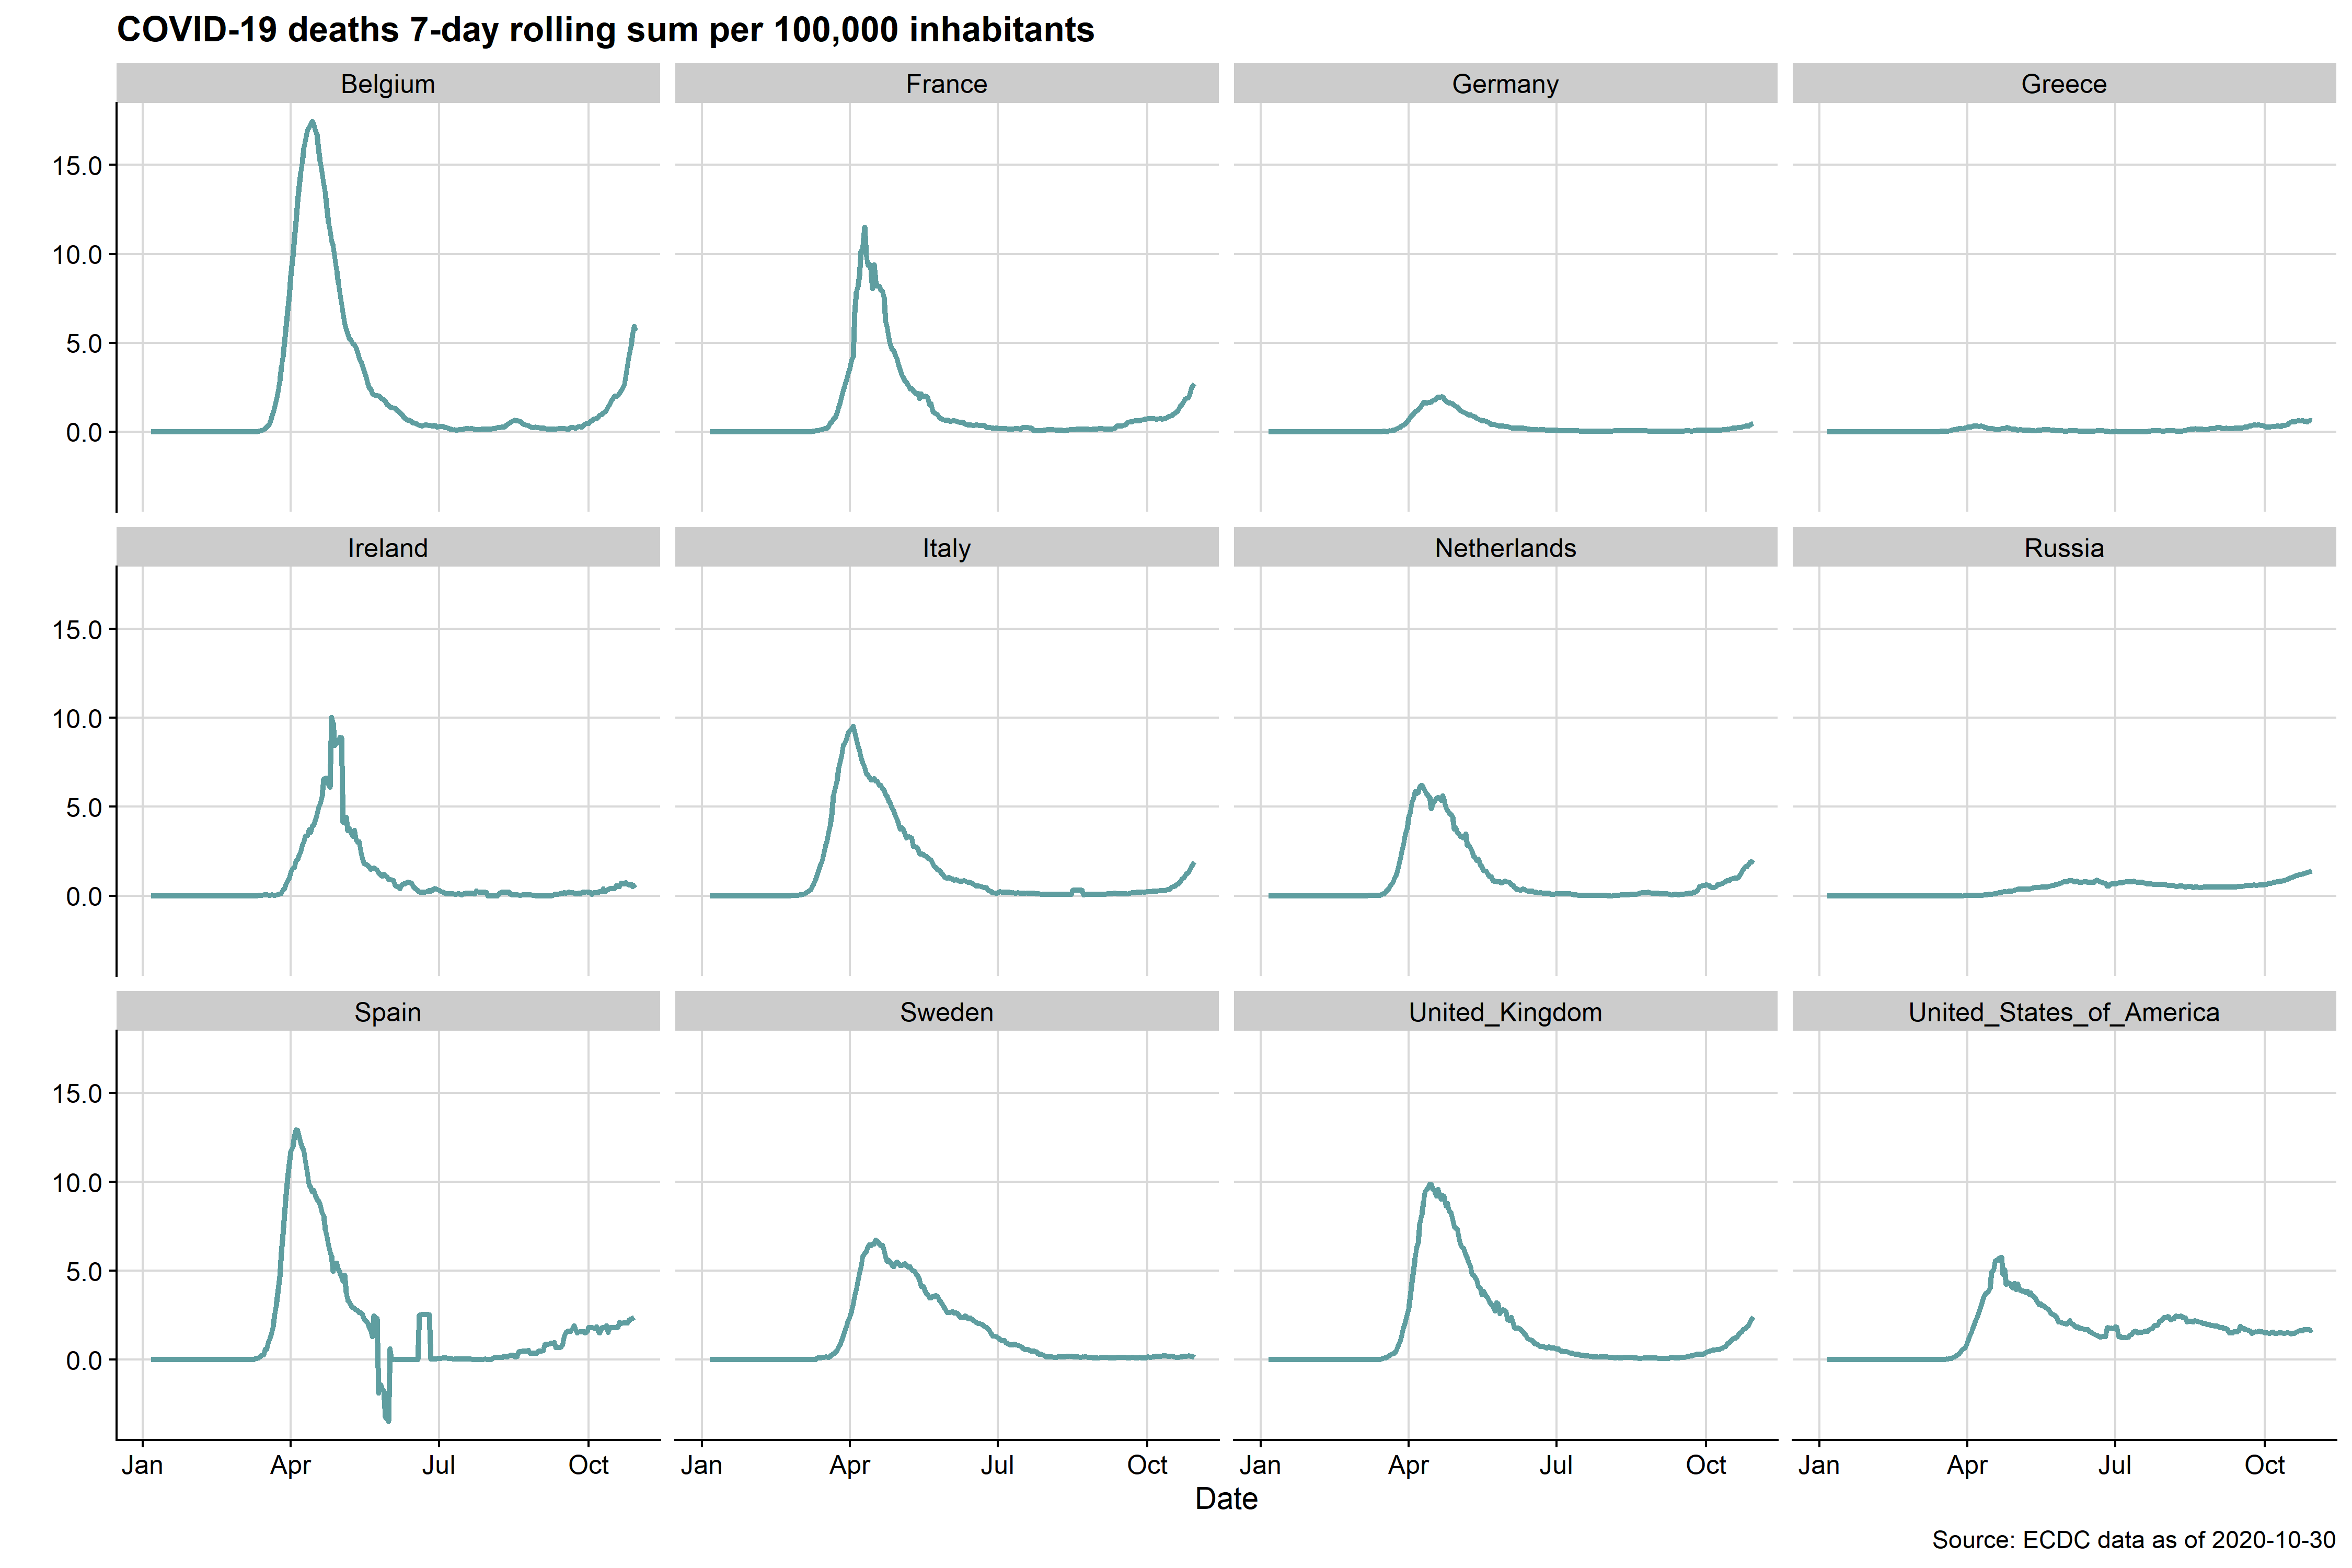 COVID-19 deaths 7-day rolling sum per 100,000 inhabitants
Belgium France Germany Greece
15.0
10.0
5.0
0.0
Ireland Italy Netherlands Russia
15.0
10.0
5.0
0.0
Spain Sweden United_Kingdom United_States_of_America
15.0
10.0
5.0
0.0
Jan Apr Jul Oct Jan Apr Jul Oct Jan Apr Jul Oct Jan Apr Jul Oct
Date
Source: ECDC data as of 2020-10-30